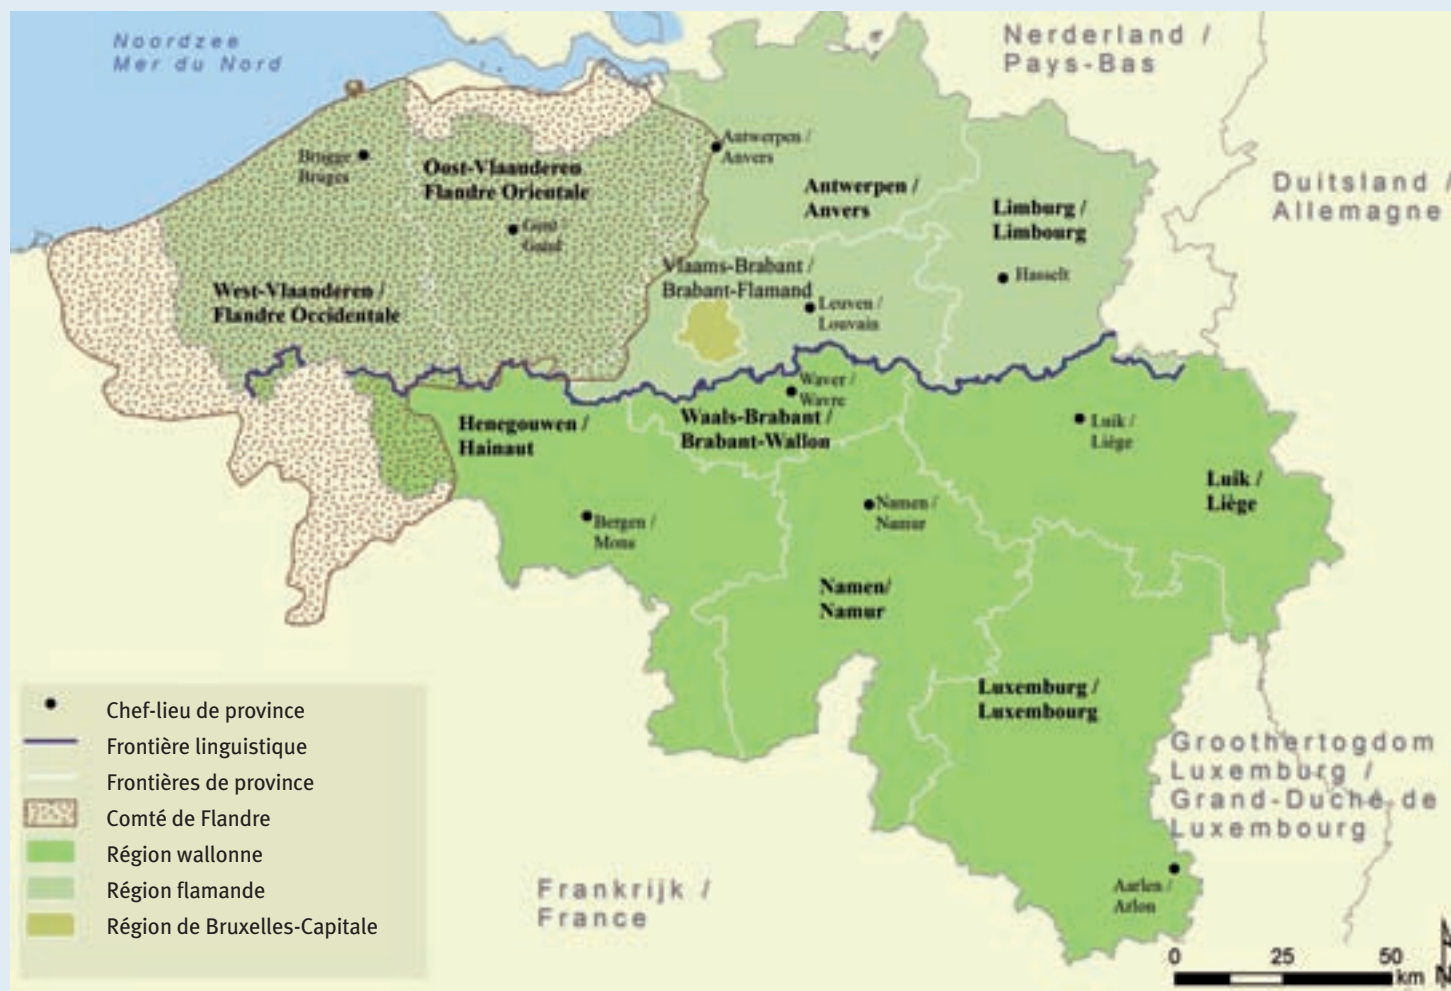 Noordzee
Mer du Nord
Nerderland /
Pays-Bas
Duitsland /
Allemagne
Brugge
Bruges
Oost-Vlaanderen
Flandre Orientale
Antwerpen /
Anvers
Antwerpen /
Anvers
Limburg /
Limbourg
Gent /
Gand
Hasselt
Vlaams-Brabant /
Brabant-Flamand
West-Vlaanderen /
Flandre Occidentale
Leuven /
Louvain
Waver /
Wavre
Henegouwen /
Hainaut
Waals-Brabant /
Brabant-Wallon
Luik /
Liège
Luik /
Liège
Bergen /
Mons
Namen /
Namur
Namen/
Namur
Luxemburg /
Luxembourg
Groothertogdom
Luxemburg /
Grand-Duché de
Luxembourg
Aarlen /
Arlon
Frankrijk /
France
Chef-lieu de province
Frontière linguistique
Frontières de province
Comté de Flandre
Région wallonne
Région flamande
Région de Bruxelles-Capitale
0 25 50
km
N